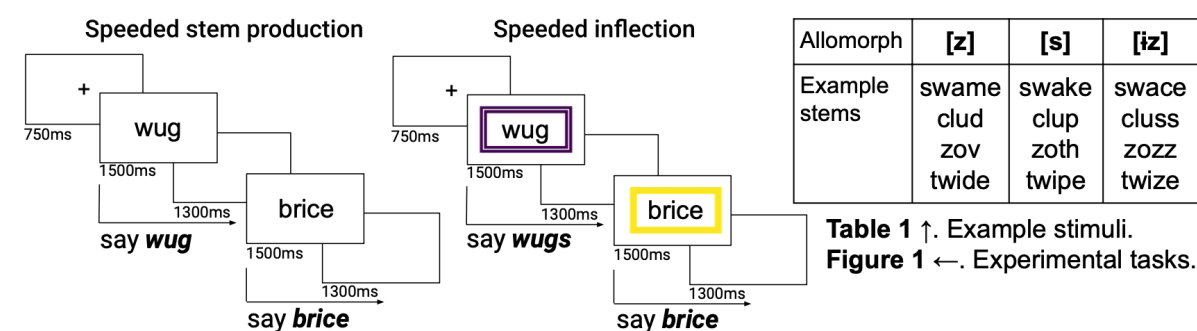 Speeded stem production
+
750ms
wug
1500ms
1300ms
say wug
brice
1500ms
1300ms
say brice
Speeded inflection
+
750ms
wug
1500ms
1300ms
say wugs
brice
1500ms
1300ms
say brice
Allomorph [z] [s] [ɨz]
Example stems swame swake swace
clud clup cluss
zov zoth zozz
twide twipe twize
Table 1 ↑. Example stimuli.
Figure 1 ←. Experimental tasks.